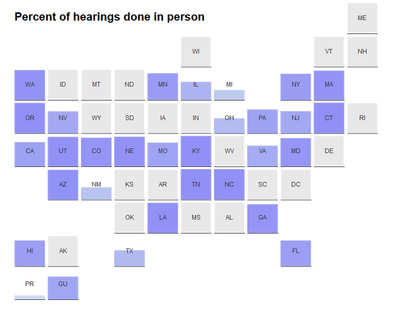 Percent of hearings done in person
ME
WI VT NH
WA ID MT ND MN IL MI NY MA
OR NV WY SD IA IN OH PA NJ CT RI
CA UT CO NE MO KY WV VA MD DE
AZ NM KS AR TN NC SC DC
OK LA MS AL GA
HI AK TX FL
PR GU